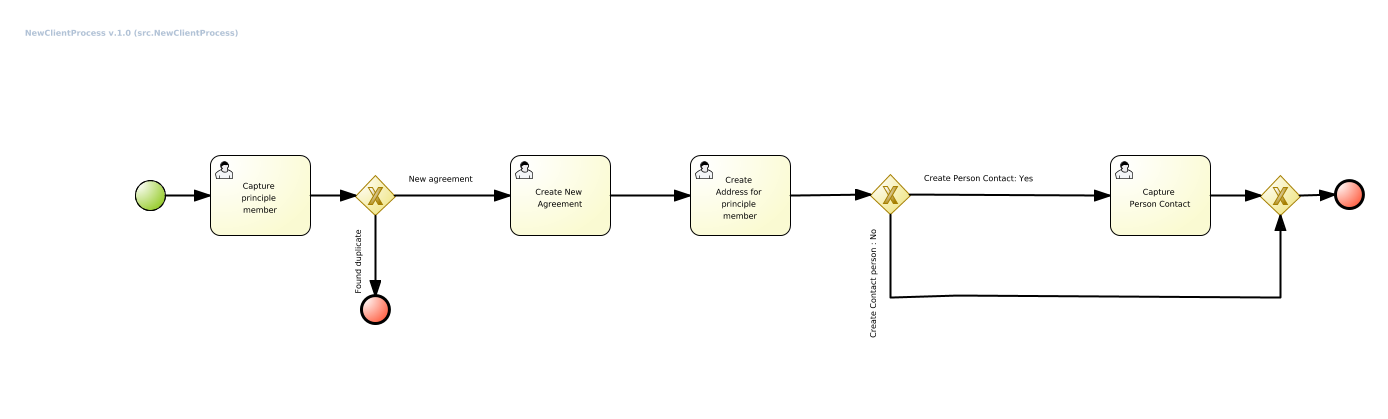 NewClientProcess v.1.0 (src.NewClientProcess)
Capture
principle
member
New agreement
Found duplicate
Create New
Agreement
Create
Address for
principle
member
Create Person Contact: Yes
Create Contact person : No
Capture
Person Contact